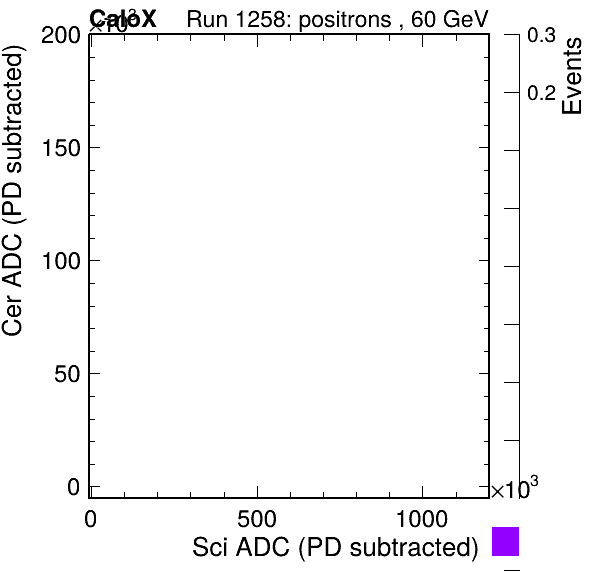 ×10³
CaloX Run 1258: positrons , 60 GeV
Cer ADC (PD subtracted)
200
150
100
50
0
0 500 1000
×10³
Sci ADC (PD subtracted)
0.3
0.2
Events